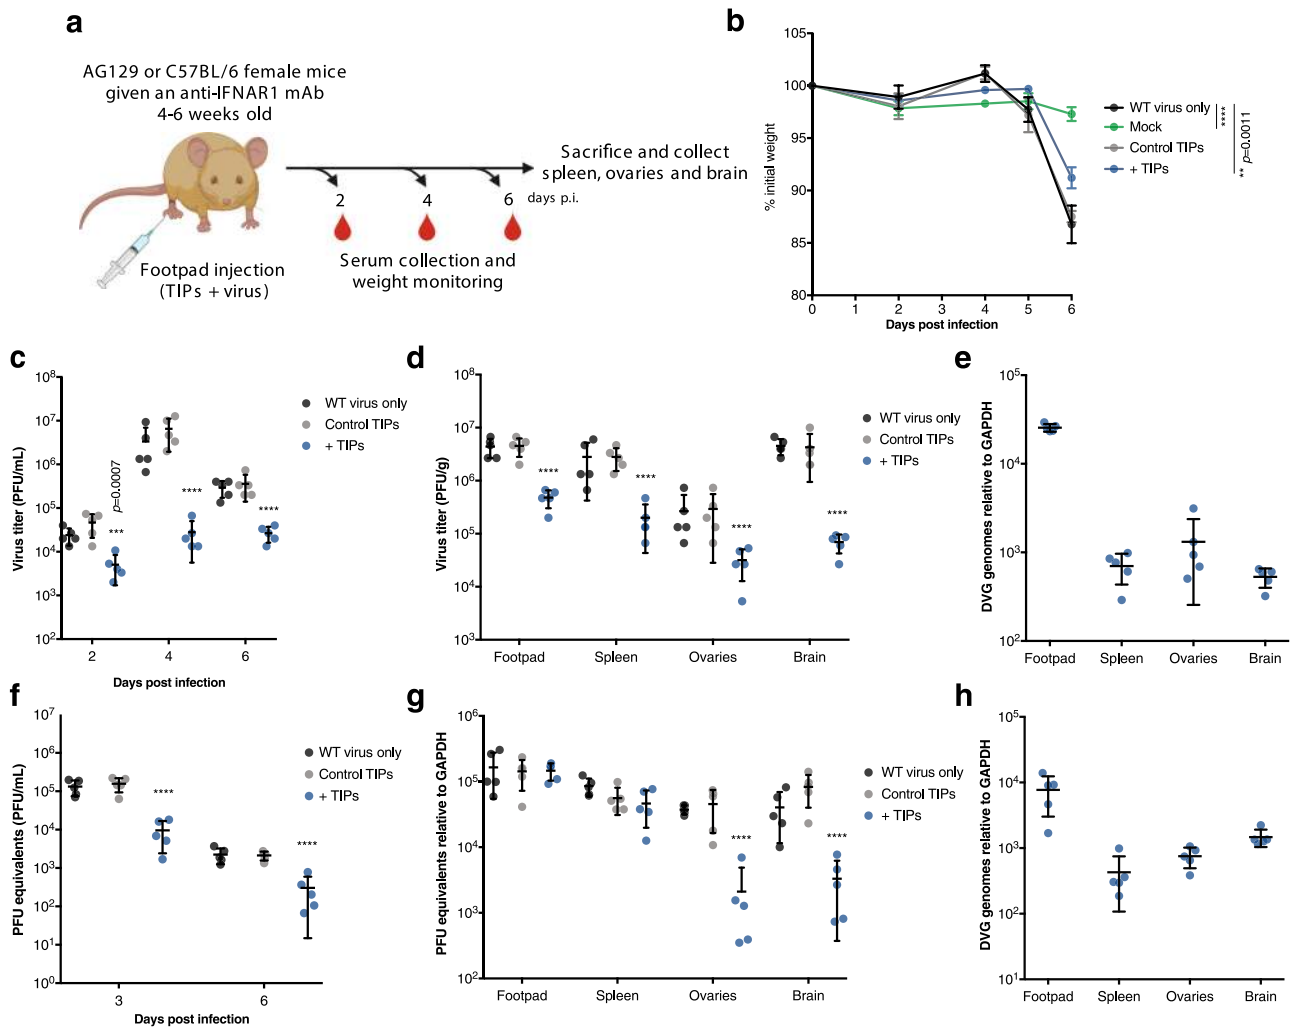 a
AG129 or C57BL/6 female mice
given an anti-IFNAR1 mAb
4-6 weeks old
Footpad injection
(TIPs + virus)
2
4
6
days p.i.
Serum collection and
weight monitoring
Sacrifice and collect
spleen, ovaries and brain
b
% initial weight
105
100
95
90
85
80
0
1
2
3
4
5
6
Days post infection
WT virus only
Mock
Control TIPs
+ TIPs
****
** p=0.0011
c
Virus titer (PFU/mL)
10⁸
10⁷
10⁶
10⁵
10⁴
10³
10²
p=0.0007
***
****
****
2
4
6
Days post infection
WT virus only
Control TIPs
+ TIPs
d
Virus titer (PFU/g)
10⁸
10⁷
10⁶
10⁵
10⁴
10³
****
****
****
****
Footpad
Spleen
Ovaries
Brain
WT virus only
Control TIPs
+ TIPs
e
DVG genomes relative to GAPDH
10⁵
10⁴
10³
10²
Footpad
Spleen
Ovaries
Brain
f
PFU equivalents (PFU/mL)
10⁷
10⁶
10⁵
10⁴
10³
10²
10¹
10⁰
****
****
3
6
Days post infection
WT virus only
Control TIPs
+ TIPs
g
PFU equivalents relative to GAPDH
10⁶
10⁵
10⁴
10³
10²
****
****
Footpad
Spleen
Ovaries
Brain
WT virus only
Control TIPs
+ TIPs
h
DVG genomes relative to GAPDH
10⁵
10⁴
10³
10²
10¹
Footpad
Spleen
Ovaries
Brain